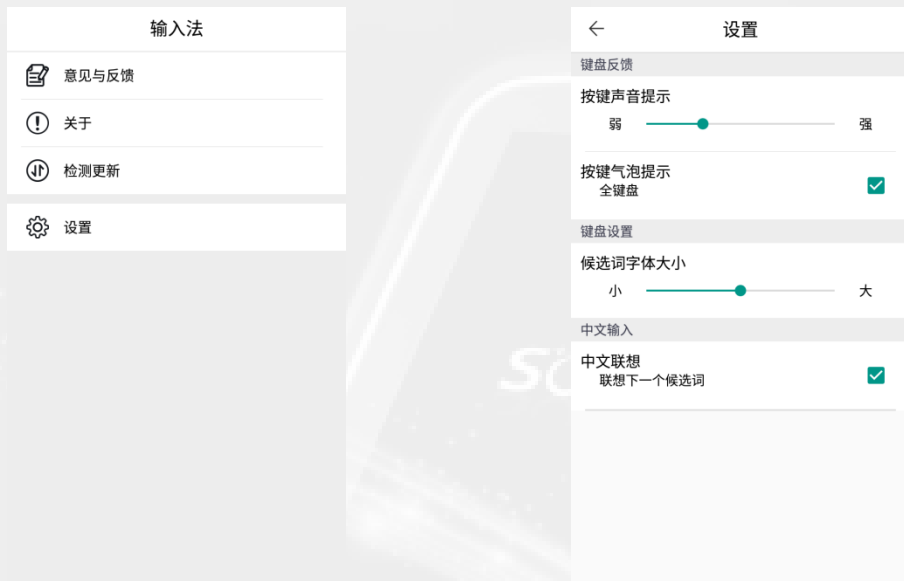 输入法
意见与反馈
关于
检测更新
设置
设置
键盘反馈
按键声音提示
弱
强
按键气泡提示
全键盘
键盘设置
候选词字体大小
小
大
中文输入
中文联想
联想下一个候选词